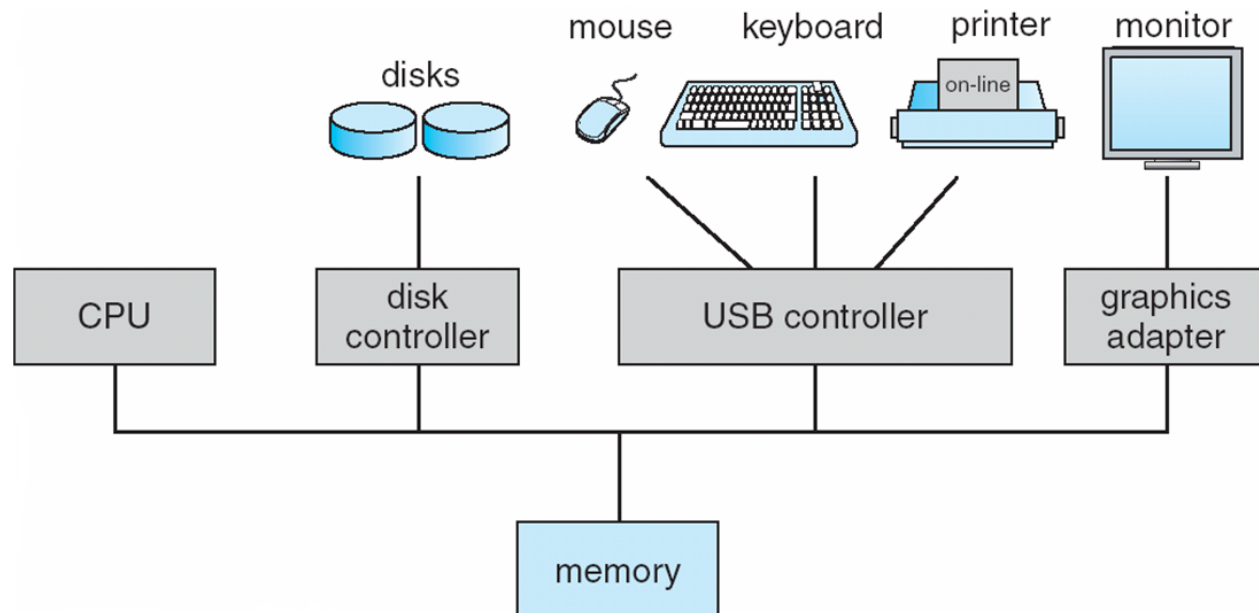 mouse
keyboard
printer
monitor
disks
on-line
CPU
disk
controller
USB controller
graphics
adapter
memory